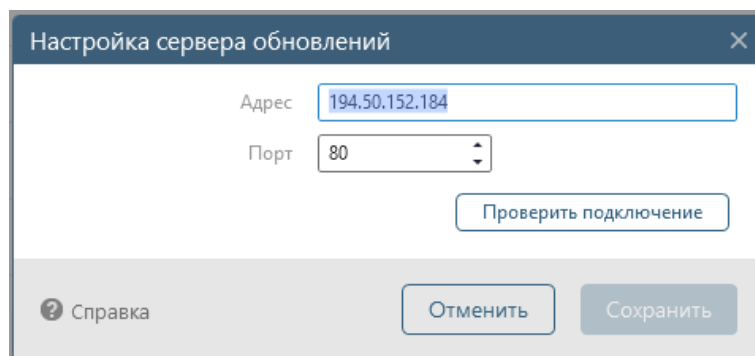 Настройка сервера обновлений
Адрес 194.50.152.184
Порт 80
Проверить подключение
Справка Отменить Сохранить